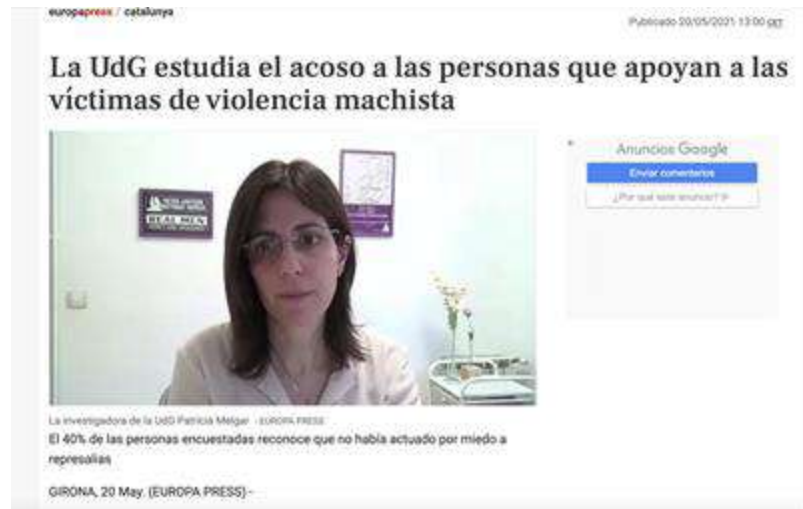 europapress / catalunya
Publicado 20/05/2021 13:00 CET
La UdG estudia el acoso a las personas que apoyan a las
víctimas de violencia machista
Anuncios Google
Enviar comentarios
¿Por qué este anuncio?
REAL MEN
La investigadora de la UdG Patricia Melgar - EUROPA PRESS
El 40% de las personas encuestadas reconoce que no había actuado por miedo a
represalias
GIRONA, 20 May. (EUROPA PRESS) -